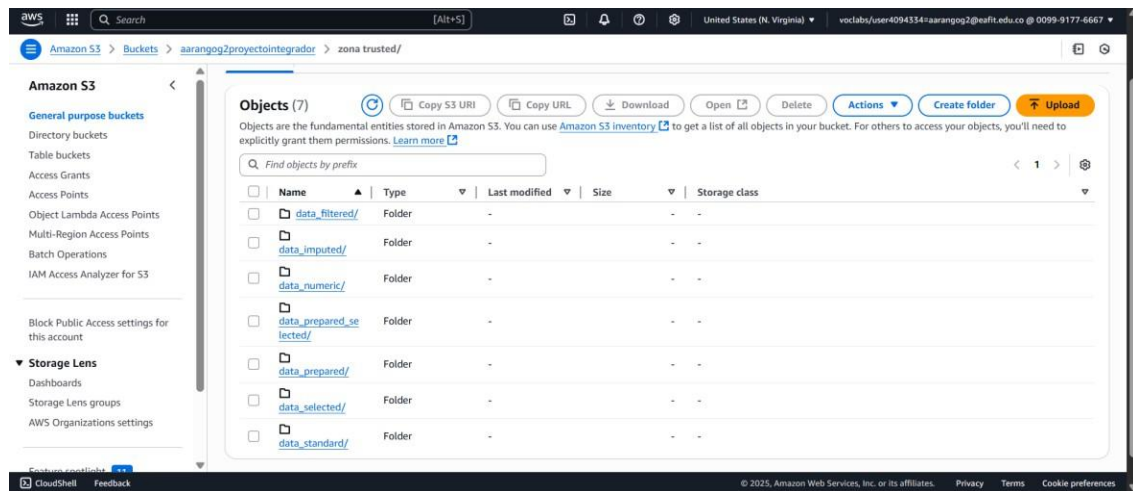 aws
Search
[Alt+S]
United States (N. Virginia) ▼
voclabs/user4094334=aarangog2@eafit.edu.co @ 0099-9177-6667 ▼
Amazon S3 > Buckets > aarangog2proyectointegrador > zona trusted/
Amazon S3
General purpose buckets
Directory buckets
Table buckets
Access Grants
Access Points
Object Lambda Access Points
Multi-Region Access Points
Batch Operations
IAM Access Analyzer for S3
Block Public Access settings for
this account
▼ Storage Lens
Dashboards
Storage Lens groups
AWS Organizations settings
Feature spotlight 11
Objects (7)
Copy S3 URI
Copy URL
Download
Open
Delete
Actions ▼
Create folder
Upload
Objects are the fundamental entities stored in Amazon S3. You can use Amazon S3 inventory to get a list of all objects in your bucket. For others to access your objects, you'll need to
explicitly grant them permissions. Learn more
Find objects by prefix
< 1 >
Name Type Last modified Size Storage class
data_filtered/ Folder - - -
data_imputed/ Folder - - -
data_numeric/ Folder - - -
data_prepared_se
lected/ Folder - - -
data_prepared/ Folder - - -
data_selected/ Folder - - -
data_standard/ Folder - - -
CloudShell Feedback
© 2025, Amazon Web Services, Inc. or its affiliates. Privacy Terms Cookie preferences